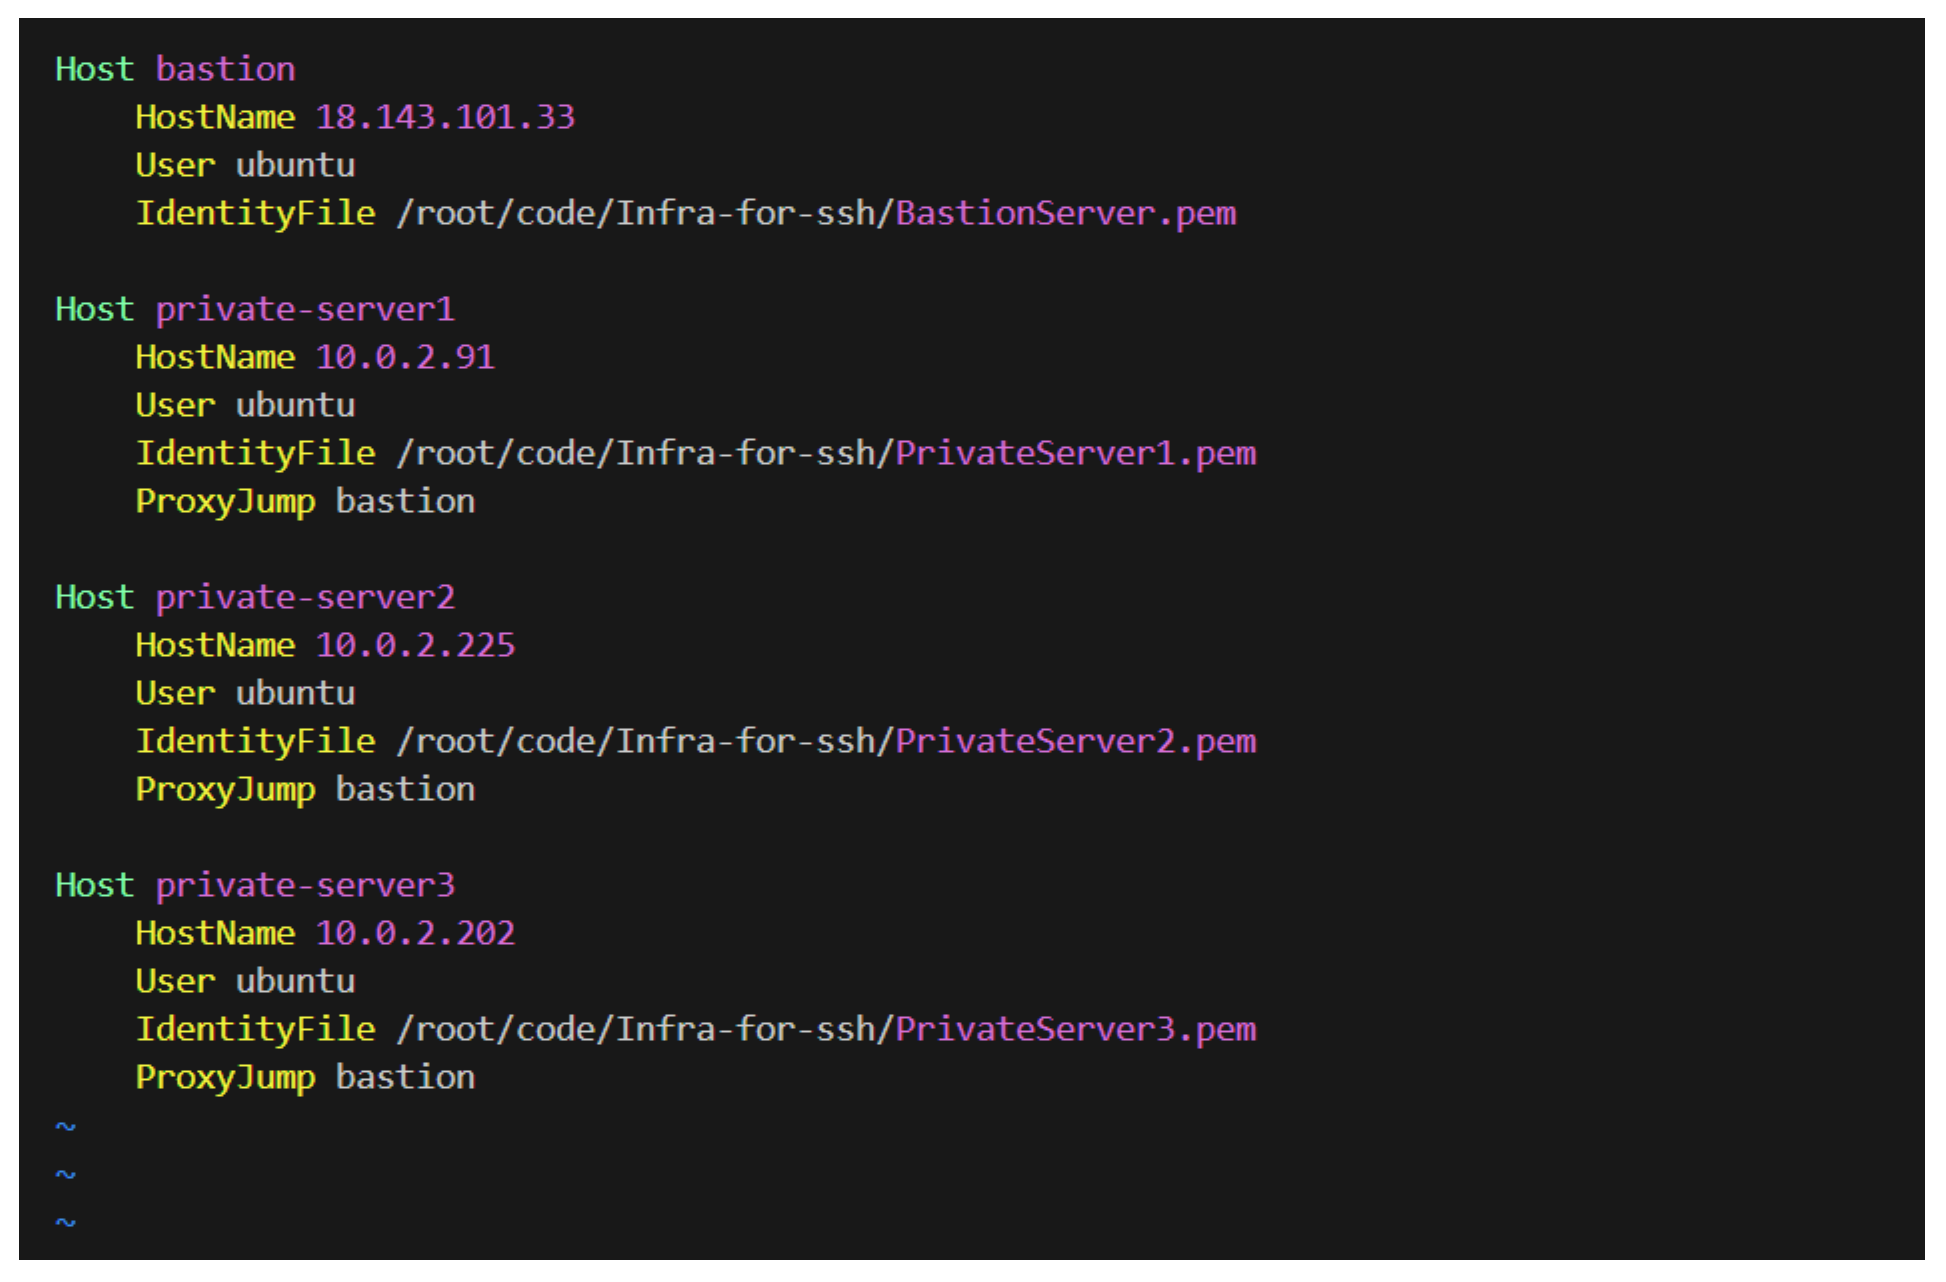 Host bastion
    HostName 18.143.101.33
    User ubuntu
    IdentityFile /root/code/Infra-for-ssh/BastionServer.pem

Host private-server1
    HostName 10.0.2.91
    User ubuntu
    IdentityFile /root/code/Infra-for-ssh/PrivateServer1.pem
    ProxyJump bastion

Host private-server2
    HostName 10.0.2.225
    User ubuntu
    IdentityFile /root/code/Infra-for-ssh/PrivateServer2.pem
    ProxyJump bastion

Host private-server3
    HostName 10.0.2.202
    User ubuntu
    IdentityFile /root/code/Infra-for-ssh/PrivateServer3.pem
    ProxyJump bastion
~
~
~